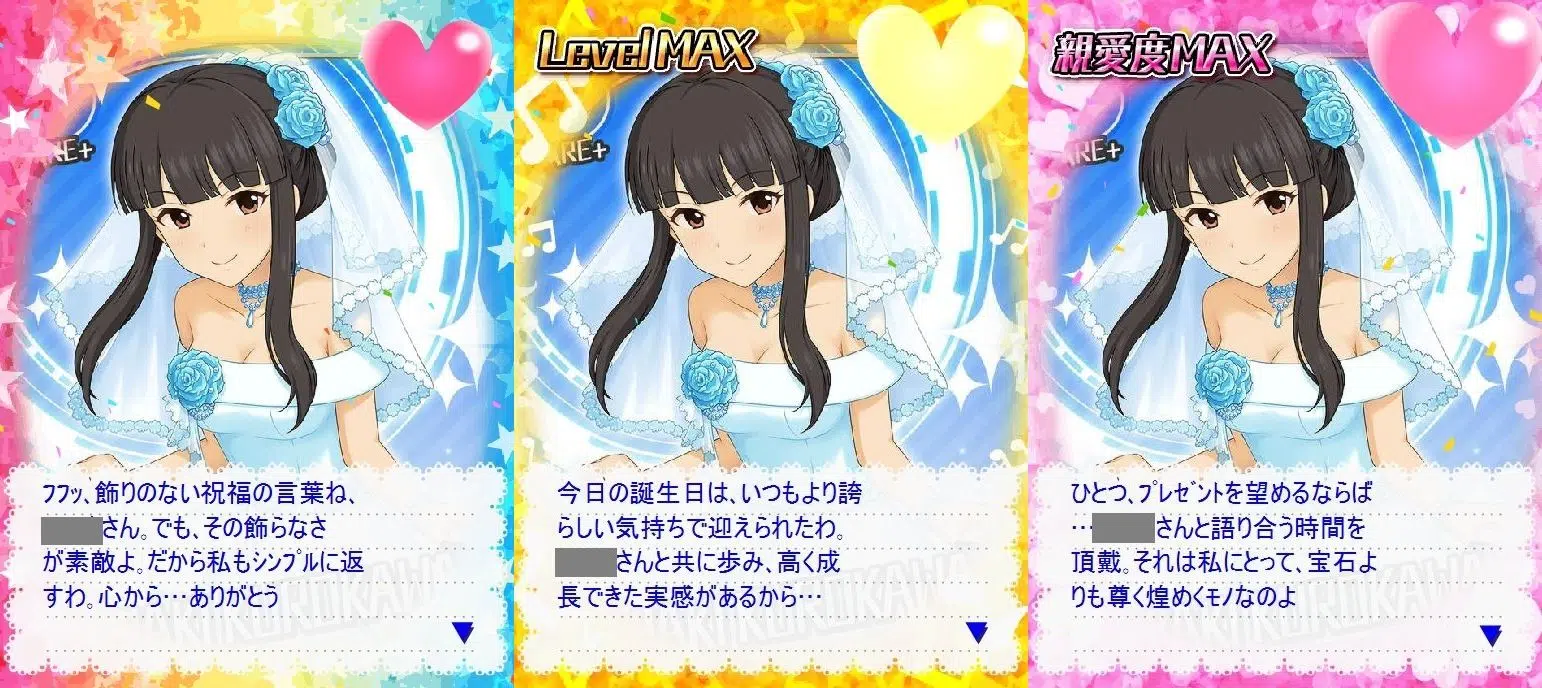 RE+
ﾌﾌｯ、飾りのない祝福の言葉ね、
さん。でも、その飾らなさ
が素敵よ。だから私もｼﾝﾌﾟﾙに返
すわ。心から…ありがとう
Level MAX
RE+
今日の誕生日は、いつもより誇
らしい気持ちで迎えられたわ。
さんと共に歩み、高く成
長できた実感があるから…
親愛度MAX
RE+
ひとつ、ﾌﾟﾚｾﾞﾝﾄを望めるならば
…さんと語り合う時間を
頂戴。それは私にとって、宝石よ
りも尊く煌めくモノなのよ